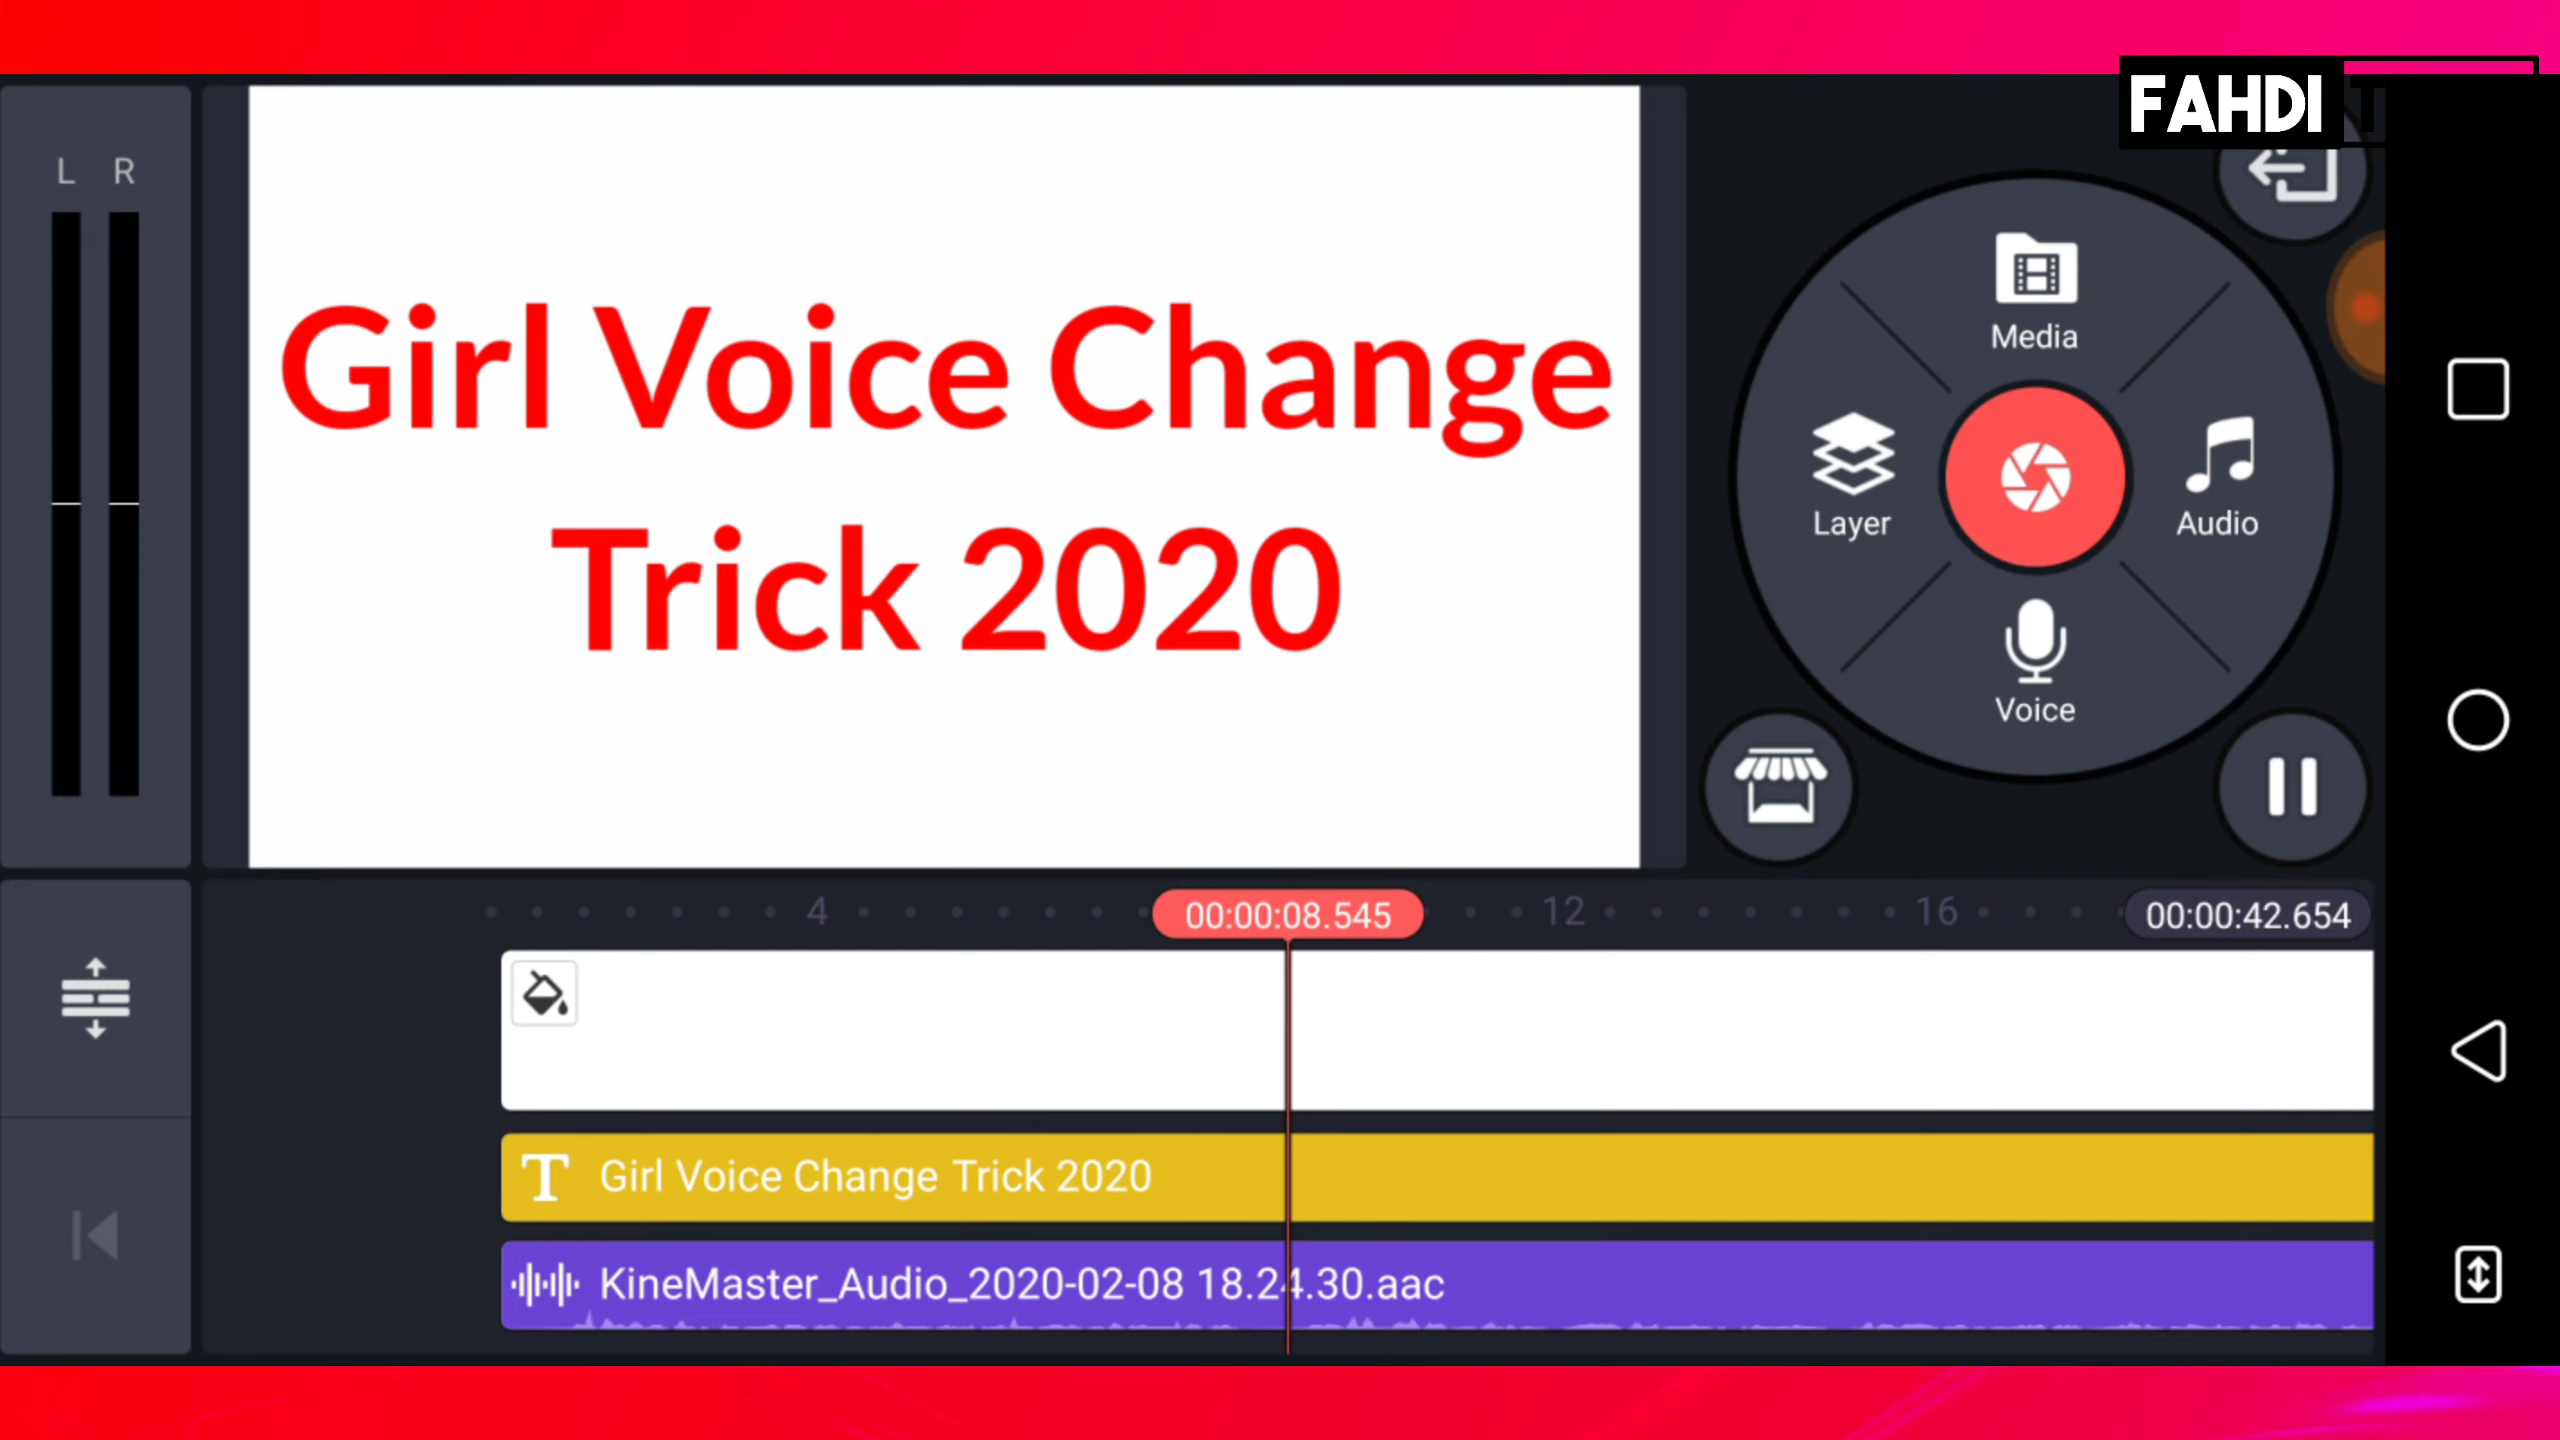 FAHDI T
L R
Girl Voice Change
Trick 2020
Media
Layer
Audio
Voice
4
00:00:08.545
12
16
00:00:42.654
Girl Voice Change Trick 2020
KineMaster_Audio_2020-02-08 18.24.30.aac